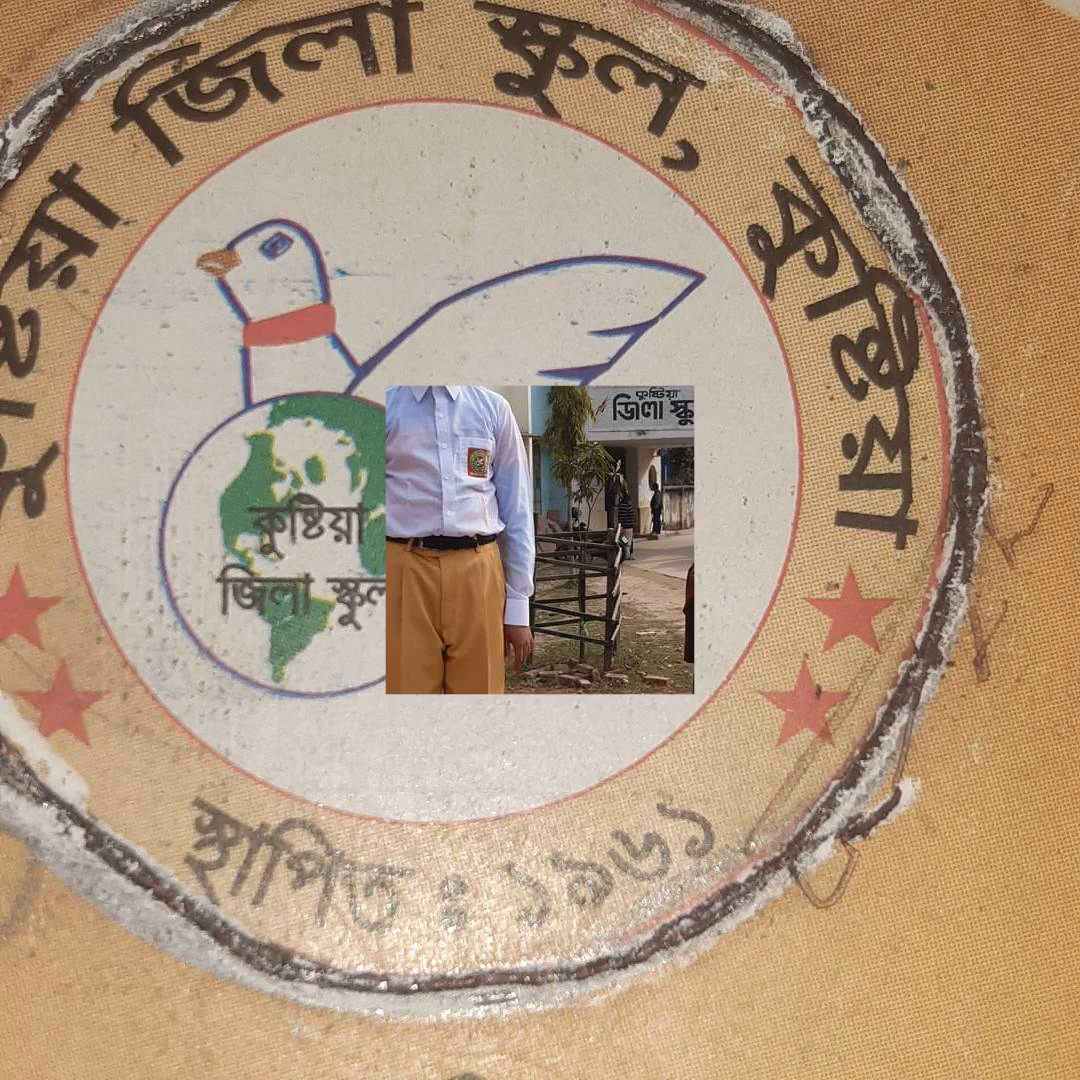 কুষ্টিয়া জিলা স্কুল, কুষ্টিয়া
কুষ্টিয়া
জিলা স্কুল
কুষ্টিয়া
জিলা স্কু
স্থাপিত : ১৯৬১